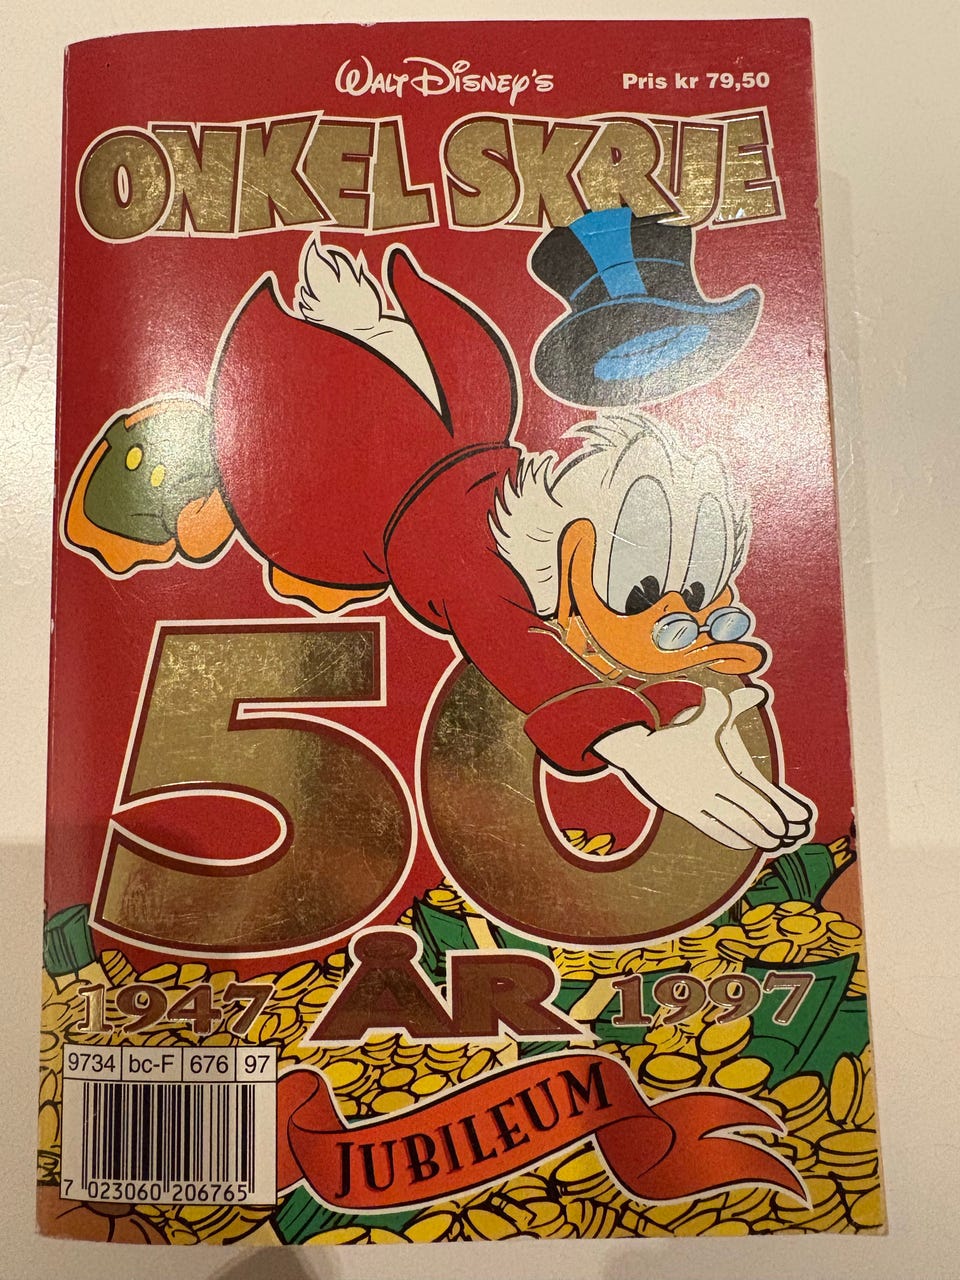 WALT DISNEY'S
Pris kr 79,50
ONKEL SKRUE
50
ÅR
1947 1997
9734 bc-F 676 97
JUBILEUM
7 023060 206765